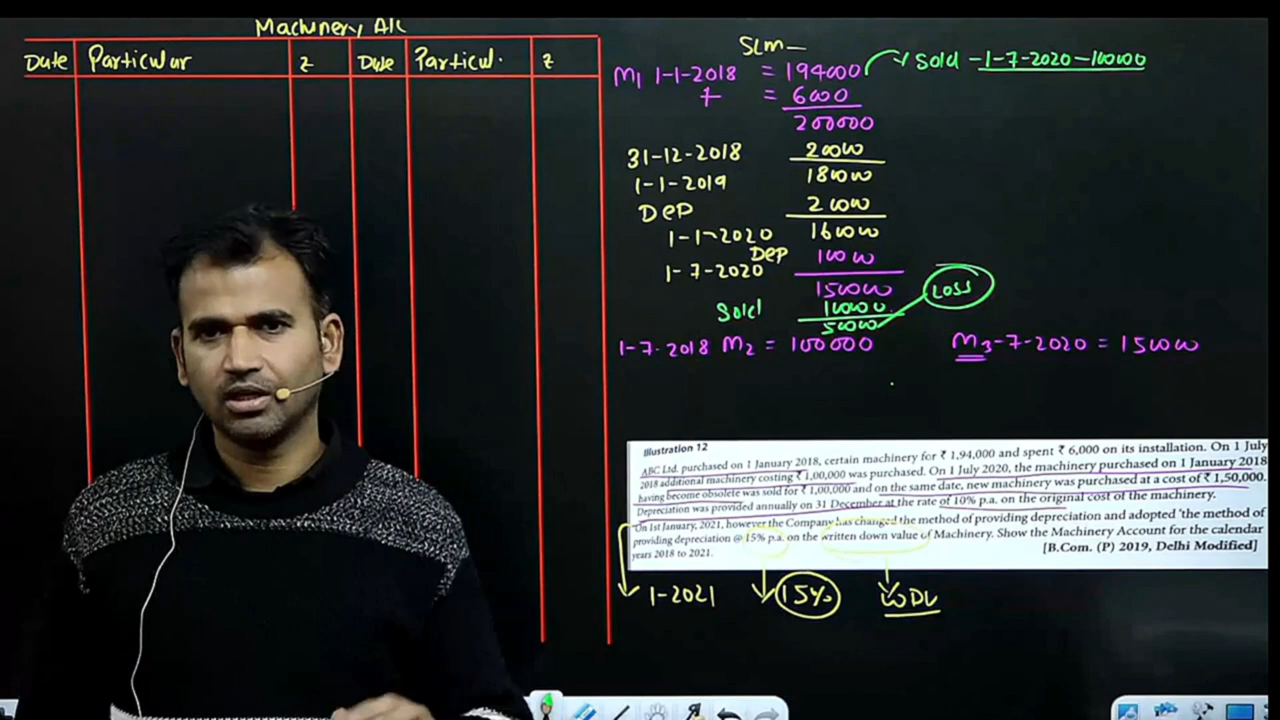 Machinery A/c
Date Particular ₹ Date Particul. ₹
SLM -
M1 1-1-2018 = 194000 → Sold - 1-7-2020 - 100000
+ = 6000
200000
31-12-2018 20000
1-1-2019 180000
DeP 20000
1-1-2020 160000
DeP 10000
1-7-2020 150000
Sold 100000 Loss
50000
1-7-2018 M2 = 100000 M3-7-2020 = 150000
Illustration 12
ABC Ltd. purchased on 1 January 2018, certain machinery for ₹ 1,94,000 and spent ₹ 6,000 on its installation. On 1 July
2018 additional machinery costing ₹ 1,00,000 was purchased. On 1 July 2020, the machinery purchased on 1 January 2018
having become obsolete was sold for ₹ 1,00,000 and on the same date, new machinery was purchased at a cost of ₹ 1,50,000.
Depreciation was provided annually on 31 December at the rate of 10% p.a. on the original cost of the machinery.
On 1st January, 2021, however the Company has changed the method of providing depreciation and adopted 'the method of
providing depreciation @ 15% p.a. on the written down value of Machinery. Show the Machinery Account for the calendar
years 2018 to 2021.
[B.Com. (P) 2019, Delhi Modified]
1-2021 15% WDV